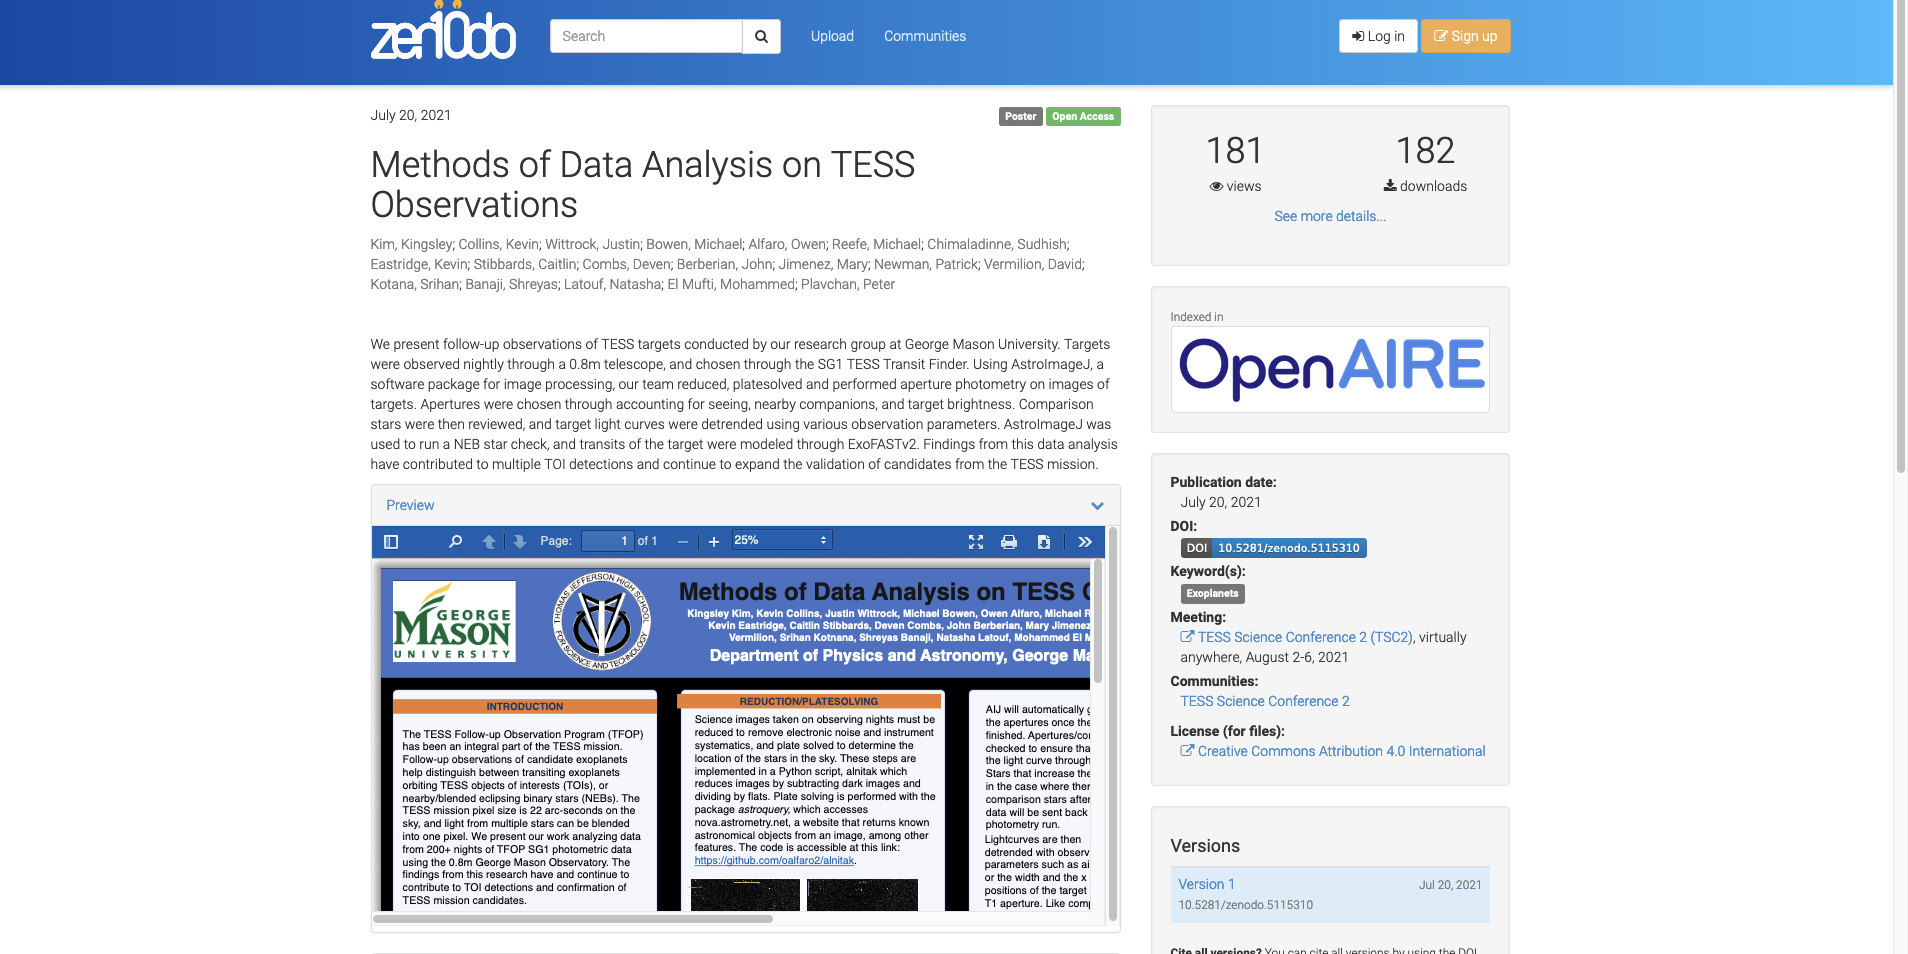 zen10do
Search
Upload
Communities
Log in
Sign up
July 20, 2021
Poster
Open Access
Methods of Data Analysis on TESS
Observations
Kim, Kingsley; Collins, Kevin; Wittrock, Justin; Bowen, Michael; Alfaro, Owen; Reefe, Michael; Chimaladinne, Sudhish;
Eastridge, Kevin; Stibbards, Caitlin; Combs, Deven; Berberian, John; Jimenez, Mary; Newman, Patrick; Vermilion, David;
Kotana, Srihan; Banaji, Shreyas; Latouf, Natasha; El Mufti, Mohammed; Plavchan, Peter
We present follow-up observations of TESS targets conducted by our research group at George Mason University. Targets
were observed nightly through a 0.8m telescope, and chosen through the SG1 TESS Transit Finder. Using AstroImageJ, a
software package for image processing, our team reduced, platesolved and performed aperture photometry on images of
targets. Apertures were chosen through accounting for seeing, nearby companions, and target brightness. Comparison
stars were then reviewed, and target light curves were detrended using various observation parameters. AstroImageJ was
used to run a NEB star check, and transits of the target were modeled through ExoFASTv2. Findings from this data analysis
have contributed to multiple TOI detections and continue to expand the validation of candidates from the TESS mission.
Preview
Page: 1 of 1
25%
GEORGE
MASON
UNIVERSITY
THOMAS JEFFERSON HIGH SCHOOL
FOR SCIENCE AND TECHNOLOGY
Methods of Data Analysis on TESS
Kingsley Kim, Kevin Collins, Justin Wittrock, Michael Bowen, Owen Alfaro, Michael R
Kevin Eastridge, Caitlin Stibbards, Deven Combs, John Berberian, Mary Jimenez
Vermilion, Srihan Kotnana, Shreyas Banaji, Natasha Latouf, Mohammed El M
Department of Physics and Astronomy, George Ma
INTRODUCTION
The TESS Follow-up Observation Program (TFOP)
has been an integral part of the TESS mission.
Follow-up observations of candidate exoplanets
help distinguish between transiting exoplanets
orbiting TESS objects of interests (TOIs), or
nearby/blended eclipsing binary stars (NEBs). The
TESS mission pixel size is 22 arc-seconds on the
sky, and light from multiple stars can be blended
into one pixel. We present our work analyzing data
from 200+ nights of TFOP SG1 photometric data
using the 0.8m George Mason Observatory. The
findings from this research have and continue to
contribute to TOI detections and confirmation of
TESS mission candidates.
REDUCTION/PLATESOLVING
Science images taken on observing nights must be
reduced to remove electronic noise and instrument
systematics, and plate solved to determine the
location of the stars in the sky. These steps are
implemented in a Python script, alnitak which
reduces images by subtracting dark images and
dividing by flats. Plate solving is performed with the
package astroquery, which accesses
nova.astrometry.net, a website that returns known
astronomical objects from an image, among other
features. The code is accessible at this link:
https://github.com/oalfaro2/alnitak.
AIJ will automatically g
the apertures once the
finished. Apertures/co
checked to ensure tha
the light curve through
Stars that increase the
in the case where ther
comparison stars after
data will be sent back
photometry run.
Lightcurves are then
detrended with observ
parameters such as ai
or the width and the x
positions of the target
T1 aperture. Like comp
181
views
182
downloads
See more details...
Indexed in
OpenAIRE
Publication date:
July 20, 2021
DOI:
DOI 10.5281/zenodo.5115310
Keyword(s):
Exoplanets
Meeting:
TESS Science Conference 2 (TSC2), virtually
anywhere, August 2-6, 2021
Communities:
TESS Science Conference 2
License (for files):
Creative Commons Attribution 4.0 International
Versions
Version 1
Jul 20, 2021
10.5281/zenodo.5115310
Cite all versions? You can cite all versions by using the DOI